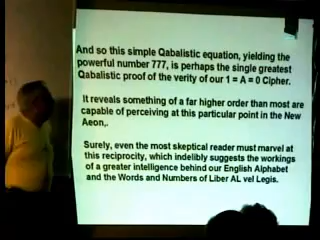 And so this simple Qabalistic equation, yielding the
powerful number 777, is perhaps the single greatest
Qabalistic proof of the verity of our 1 = A = 0 Cipher.
It reveals something of a far higher order than most are
capable of perceiving at this particular point in the New
Aeon,.
Surely, even the most skeptical reader must marvel at
this reciprocity, which indelibly suggests the workings
of a greater intelligence behind our English Alphabet
and the Words and Numbers of Liber AL vel Legis.